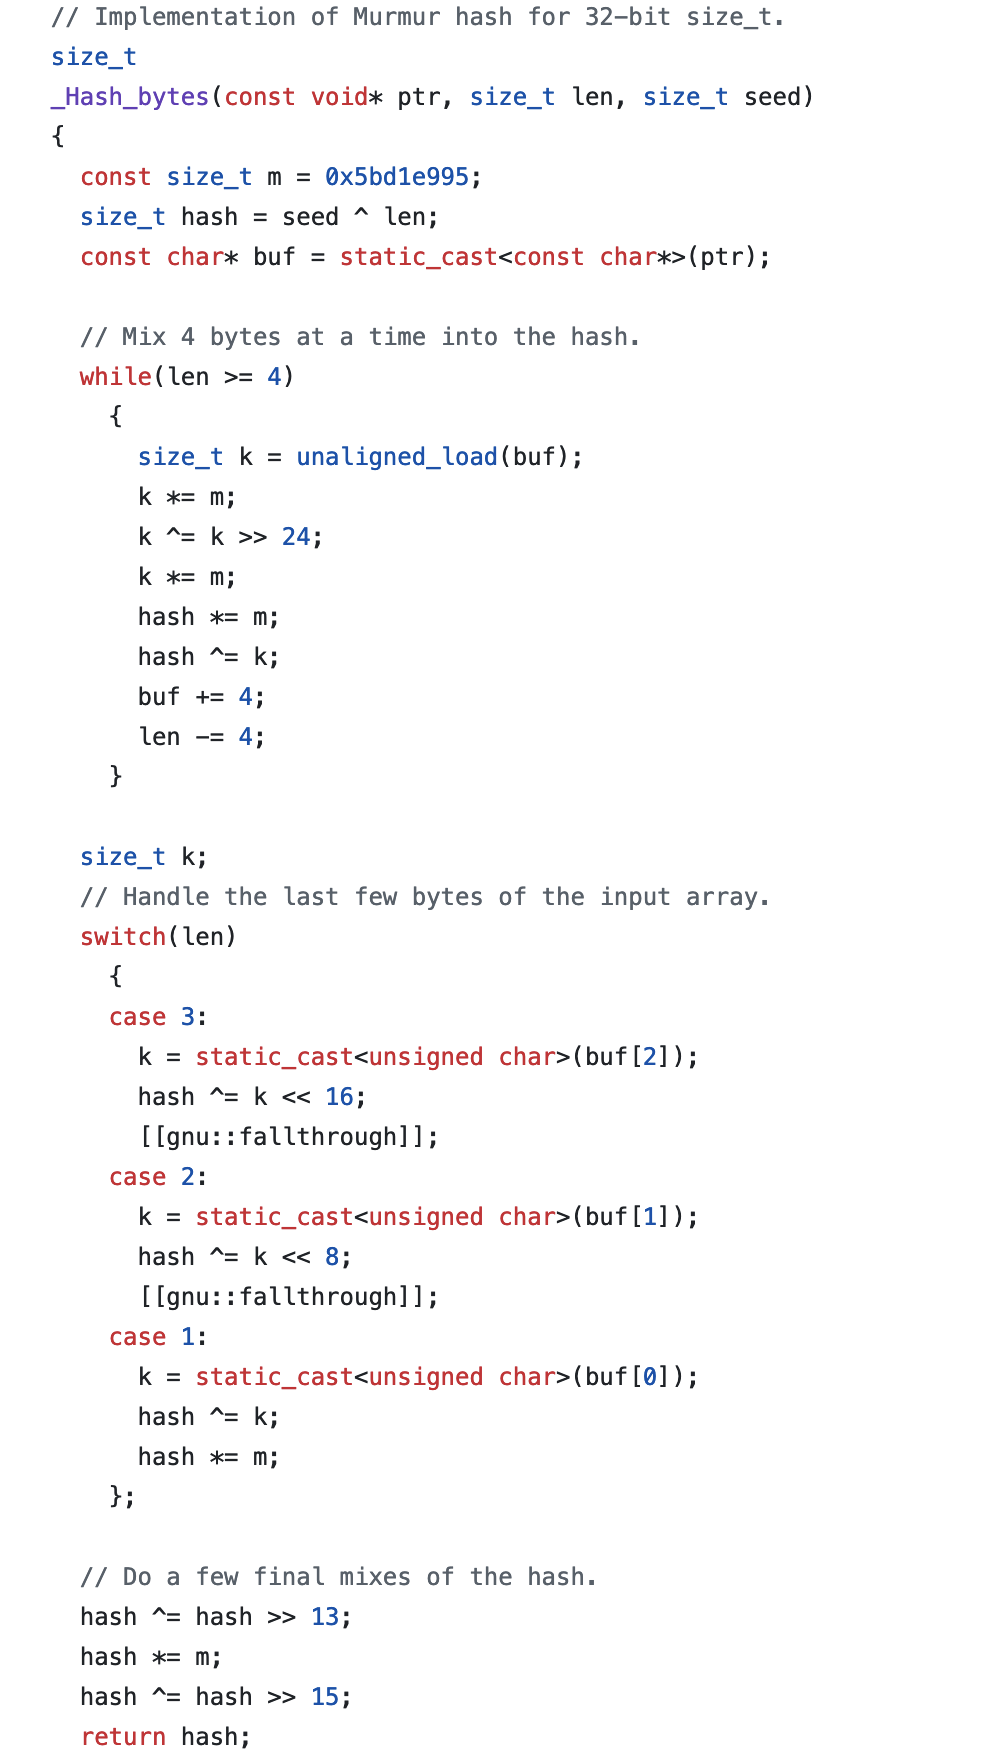 // Implementation of Murmur hash for 32-bit size_t.
size_t
_Hash_bytes(const void* ptr, size_t len, size_t seed)
{
  const size_t m = 0x5bd1e995;
  size_t hash = seed ^ len;
  const char* buf = static_cast<const char*>(ptr);

  // Mix 4 bytes at a time into the hash.
  while(len >= 4)
    {
      size_t k = unaligned_load(buf);
      k *= m;
      k ^= k >> 24;
      k *= m;
      hash *= m;
      hash ^= k;
      buf += 4;
      len -= 4;
    }

  size_t k;
  // Handle the last few bytes of the input array.
  switch(len)
    {
    case 3:
      k = static_cast<unsigned char>(buf[2]);
      hash ^= k << 16;
      [[gnu::fallthrough]];
    case 2:
      k = static_cast<unsigned char>(buf[1]);
      hash ^= k << 8;
      [[gnu::fallthrough]];
    case 1:
      k = static_cast<unsigned char>(buf[0]);
      hash ^= k;
      hash *= m;
    };

  // Do a few final mixes of the hash.
  hash ^= hash >> 13;
  hash *= m;
  hash ^= hash >> 15;
  return hash;